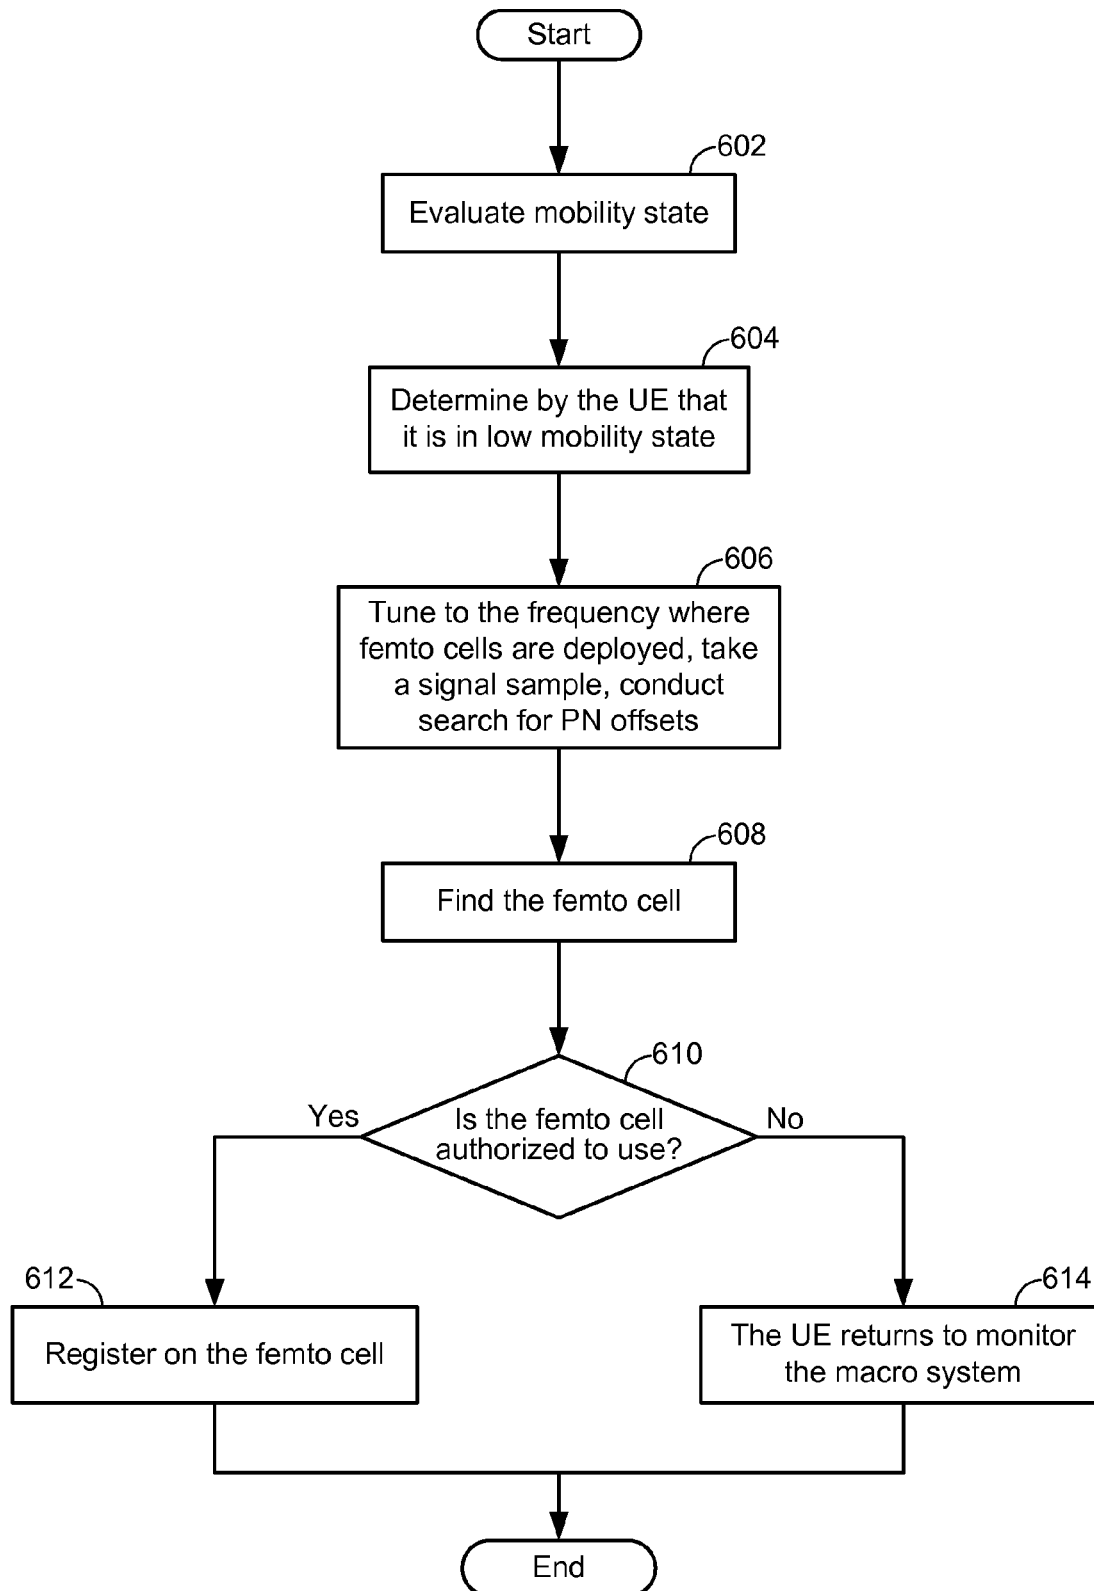 Start
602
Evaluate mobility state
604
Determine by the UE that
it is in low mobility state
606
Tune to the frequency where
femto cells are deployed, take
a signal sample, conduct
search for PN offsets
608
Find the femto cell
610
Is the femto cell
authorized to use?
Yes
No
612
Register on the femto cell
614
The UE returns to monitor
the macro system
End